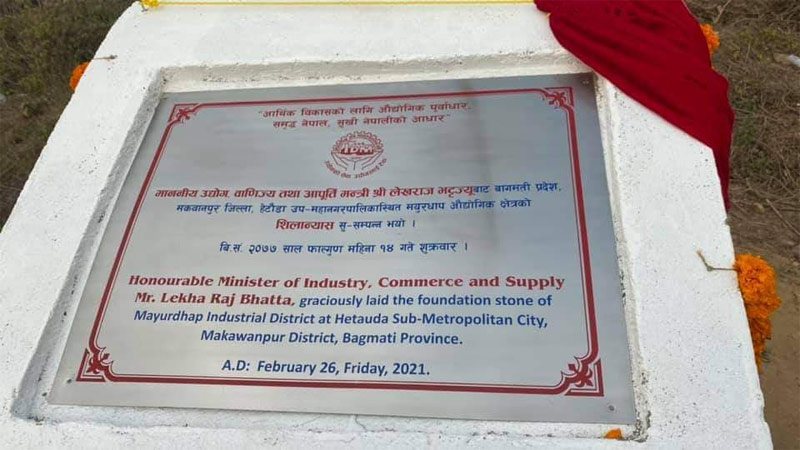 "आर्थिक विकासको लागि औद्योगिक पूर्वाधार,
समृद्ध नेपाल, सुखी नेपालीको आधार"
IDM
माननीय उद्योग, वाणिज्य तथा आपूर्ति मन्त्री श्री लेखराज भट्टज्यूबाट बागमती प्रदेश,
मकवानपुर जिल्ला, हेटौडा उप-महानगरपालिकास्थित मयुरधाप औद्योगिक क्षेत्रको
शिलान्यास सु-सम्पन्न भयो ।
बि.स. २०७७ साल फाल्गुण महिना १४ गते शुक्रवार ।
Honourable Minister of Industry, Commerce and Supply
Mr. Lekha Raj Bhatta, graciously laid the foundation stone of
Mayurdhap Industrial District at Hetauda Sub-Metropolitan City,
Makawanpur District, Bagmati Province.
A.D: February 26, Friday, 2021.